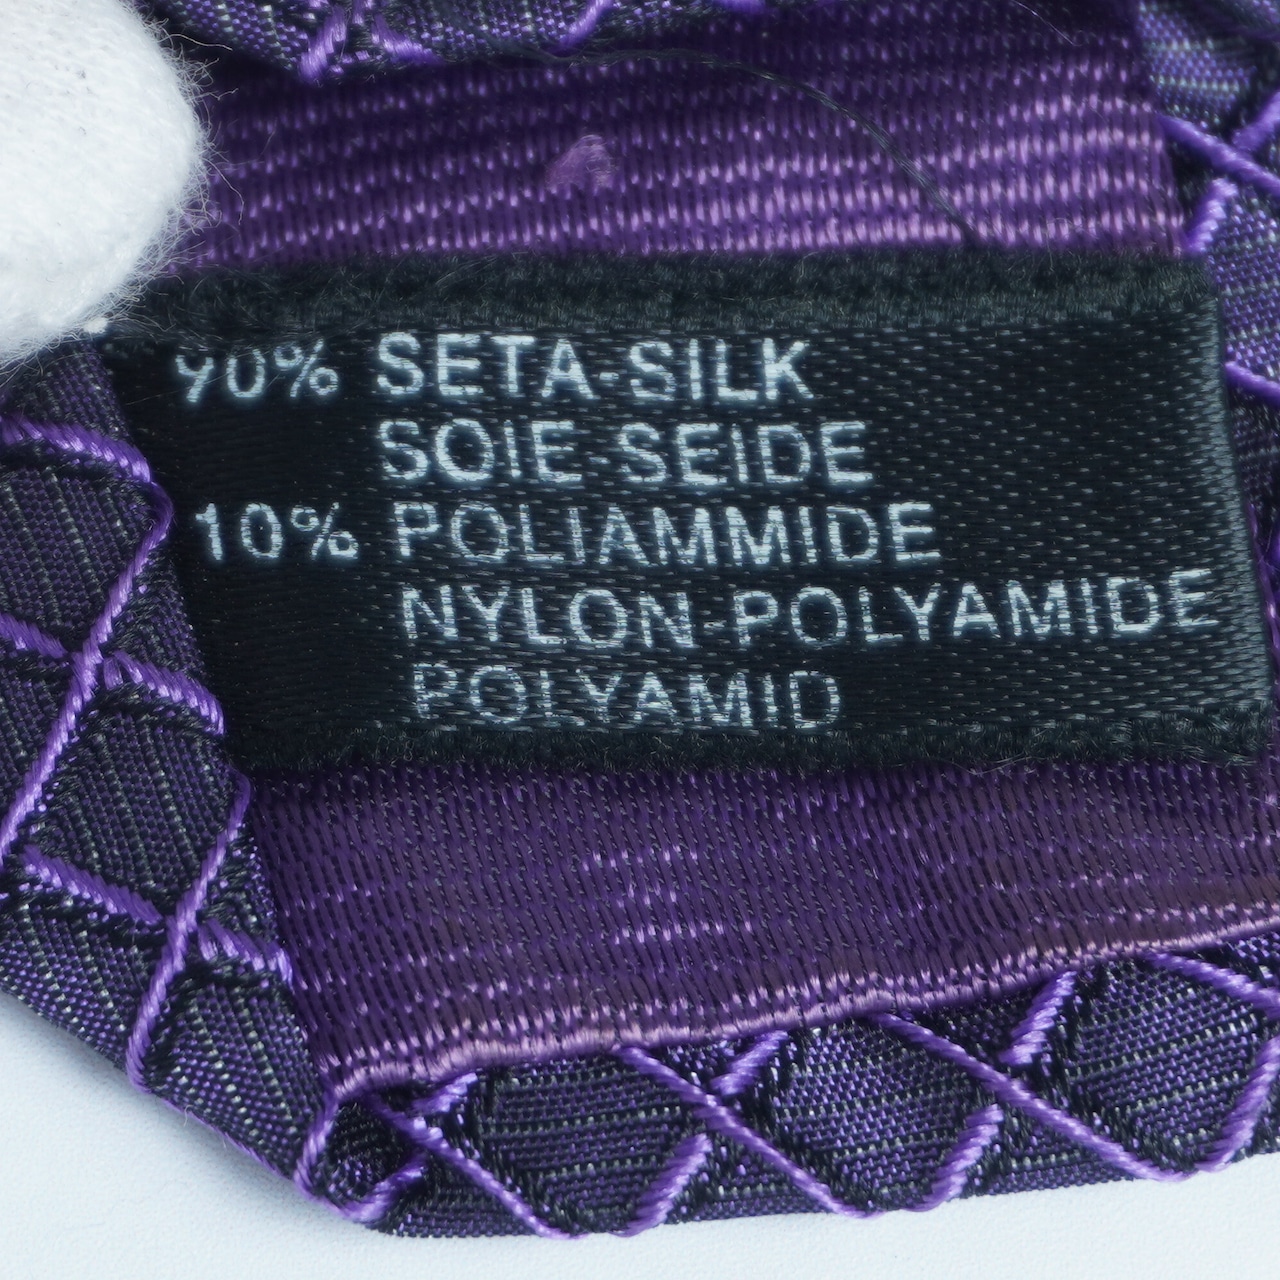 90% SETA-SILK
SOIE-SEIDE
10% POLIAMMIDE
NYLON-POLYAMIDE
POLYAMID